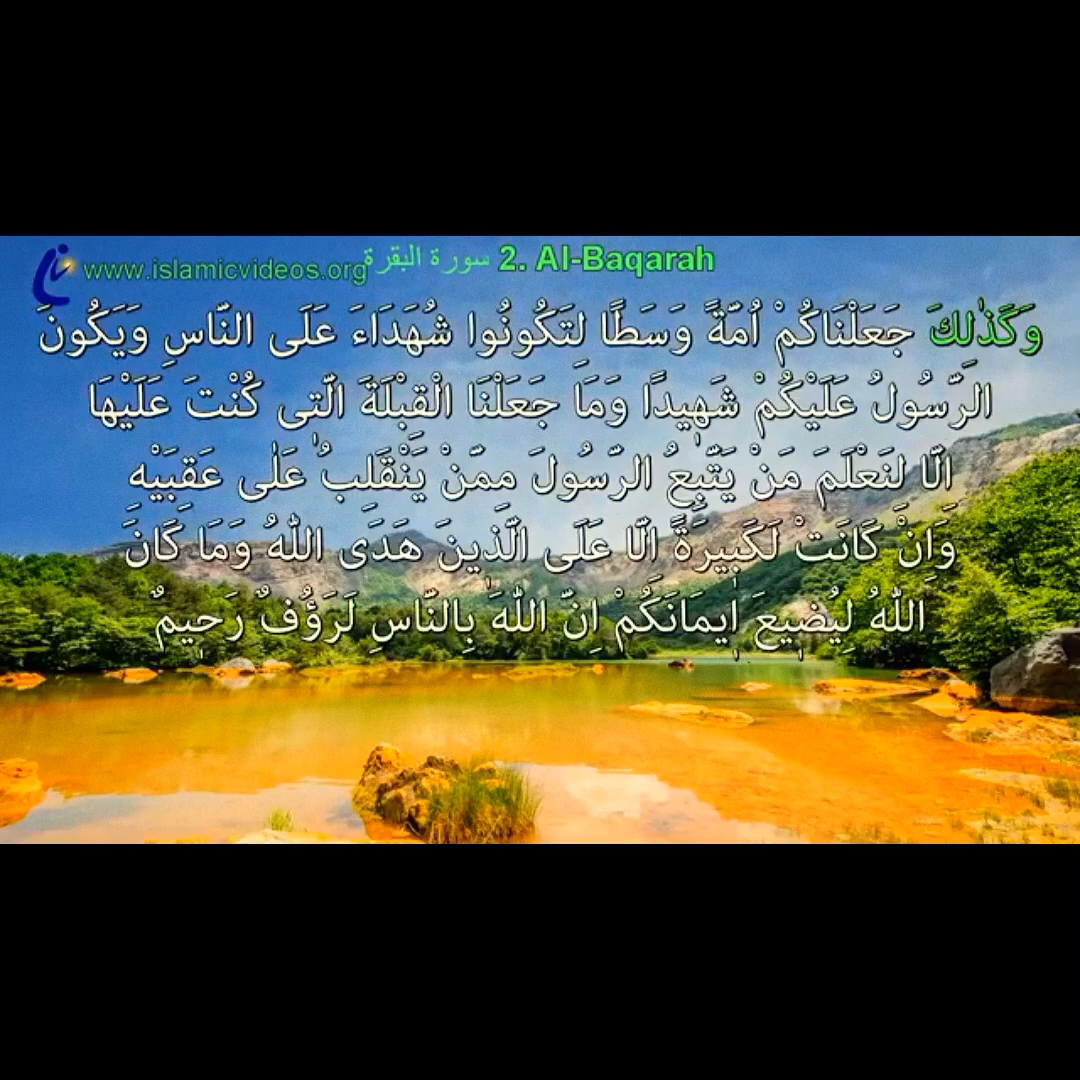 www.islamicvideos.org سورة البقرة 2. Al-Baqarah
وَكَذٰلِكَ جَعَلْنَاكُمْ اُمَّةً وَسَطًا لِتَكُونُوا شُهَدَاءَ عَلَى النَّاسِ وَيَكُونَ
الرَّسُولُ عَلَيْكُمْ شَهٖيدًا وَمَا جَعَلْنَا الْقِبْلَةَ الَّتٖى كُنْتَ عَلَيْهَا
اِلَّا لِنَعْلَمَ مَنْ يَتَّبِعُ الرَّسُولَ مِمَّنْ يَنْقَلِبُ عَلٰى عَقِبَيْهِ
وَاِنْ كَانَتْ لَكَبٖيرَةً اِلَّا عَلَى الَّذٖينَ هَدَى اللّٰهُ وَمَا كَانَ
اللّٰهُ لِيُضٖيعَ اٖيمَانَكُمْ اِنَّ اللّٰهَ بِالنَّاسِ لَرَؤُفٌ رَحٖيمٌ